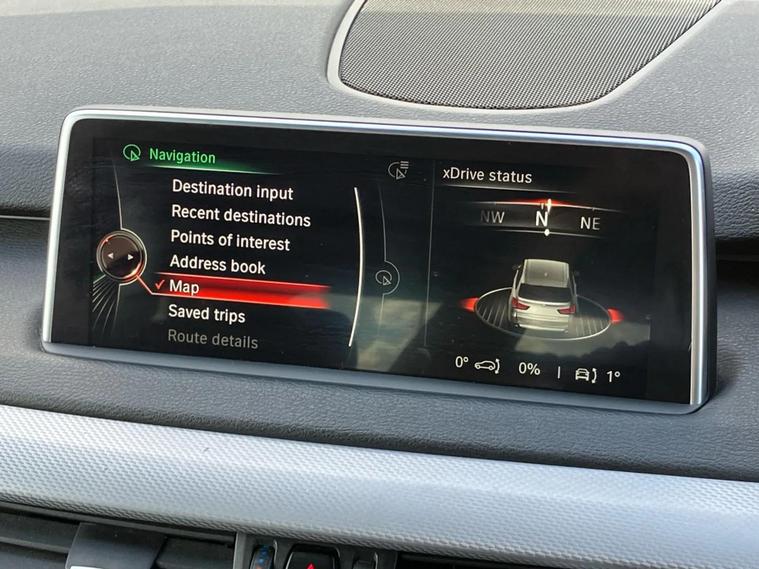 Navigation
Destination input
Recent destinations
Points of interest
Address book
Map
Saved trips
Route details
xDrive status
NW N NE
0° 0% | 1°